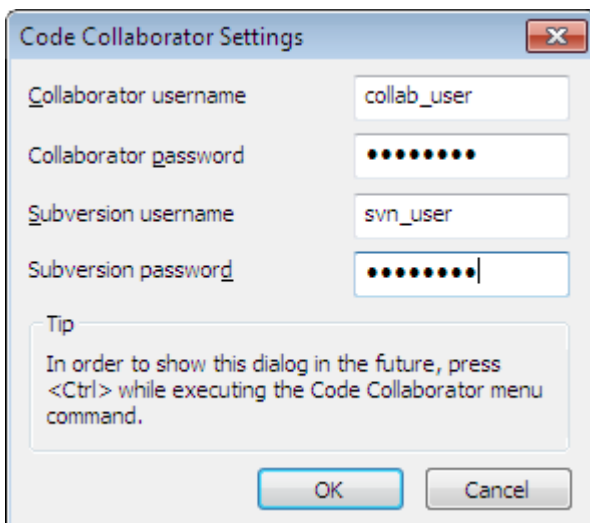 Code Collaborator Settings
Collaborator username collab_user
Collaborator password ●●●●●●●●
Subversion username svn_user
Subversion password ●●●●●●●●
Tip
In order to show this dialog in the future, press
<Ctrl> while executing the Code Collaborator menu
command.
OK Cancel